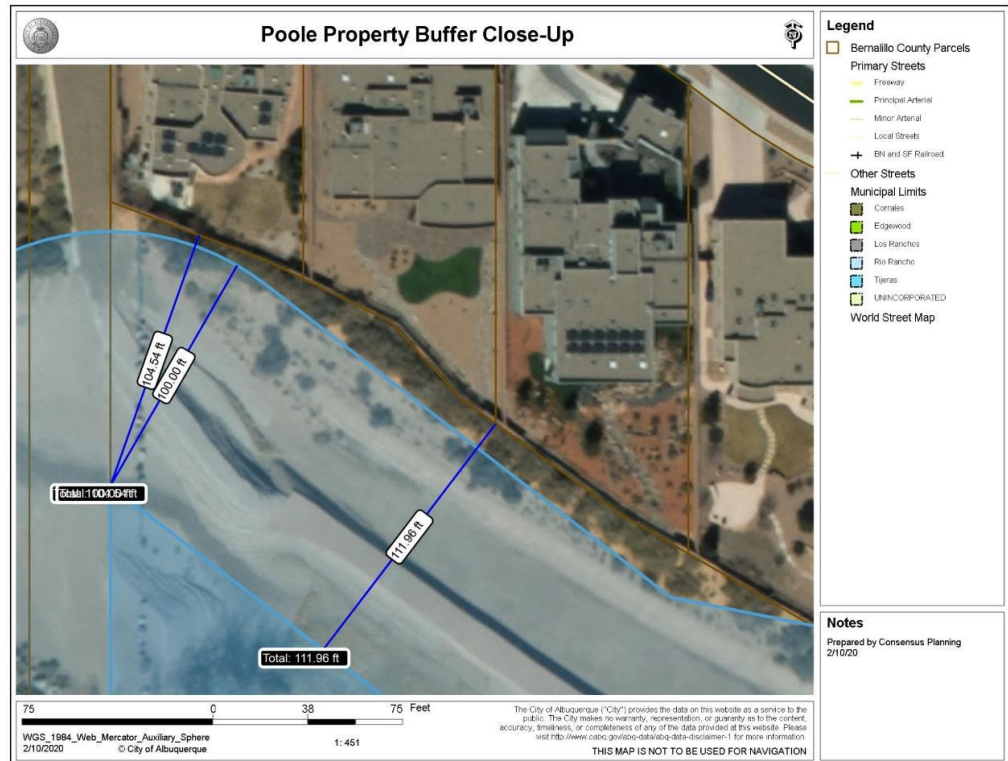 Poole Property Buffer Close-Up
N
104.54 ft
100.00 ft
111.96 ft
Total: 111.96 ft
Legend
Bernalillo County Parcels
Primary Streets
Freeway
Principal Arterial
Minor Arterial
Local Streets
BN and SF Railroad
Other Streets
Municipal Limits
Corrales
Edgewood
Los Ranchos
Rio Rancho
Tijeras
UNINCORPORATED
World Street Map
Notes
Prepared by Consensus Planning
2/10/20
75 0 38 75 Feet
WGS_1984_Web_Mercator_Auxiliary_Sphere
2/10/2020 © City of Albuquerque
1: 451
The City of Albuquerque ("City") provides the data on this website as a service to the
public. The City makes no warranty, representation, or guaranty as to the content,
accuracy, timeliness, or completeness of any of the data provided at this website. Please
visit http://www.cabq.gov/abq-data/abq-data-disclaimer-1 for more information.
THIS MAP IS NOT TO BE USED FOR NAVIGATION